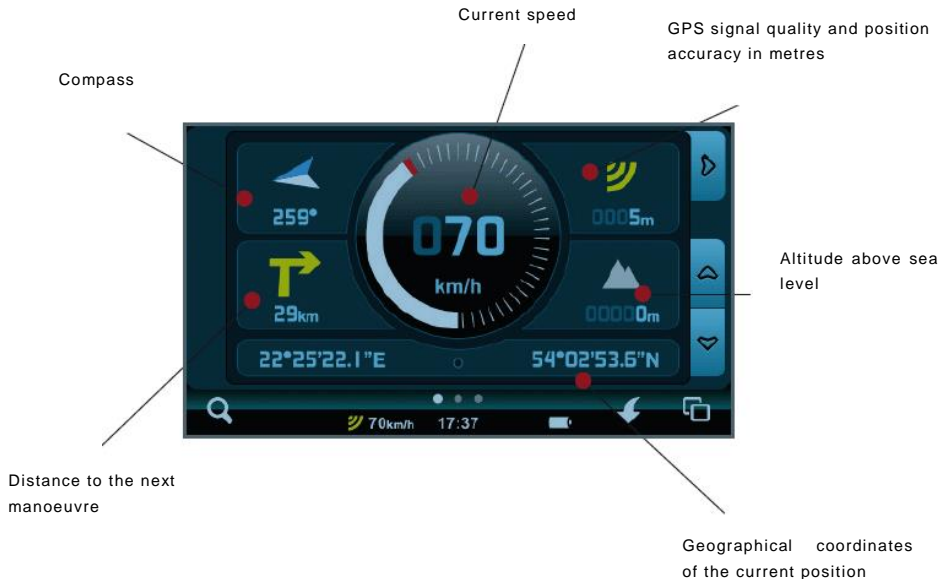 Current speed
GPS signal quality and position
accuracy in metres
Compass
259°
070
km/h
0005m
Altitude above sea
level
29km
00000m
22°25'22.1"E
54°02'53.6"N
70km/h
17:37
Distance to the next
manoeuvre
Geographical coordinates
of the current position